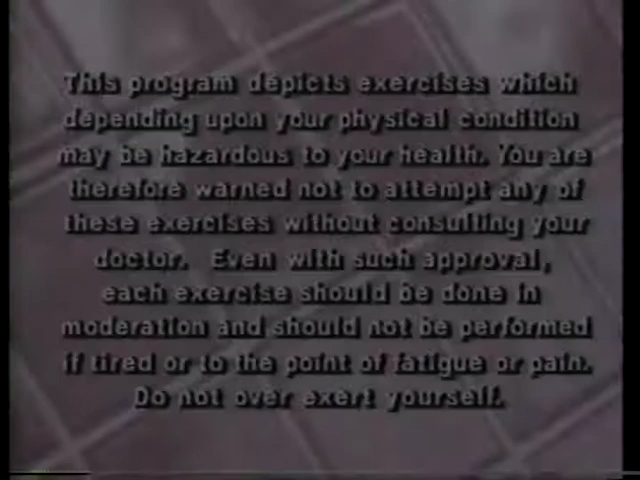 This program depicts exercises which
depending upon your physical condition
may be hazardous to your health. You are
therefore warned not to attempt any of
these exercises without consulting your
doctor. Even with such approval,
each exercise should be done in
moderation and should not be performed
if tired or to the point of fatigue or pain.
Do not over exert yourself.